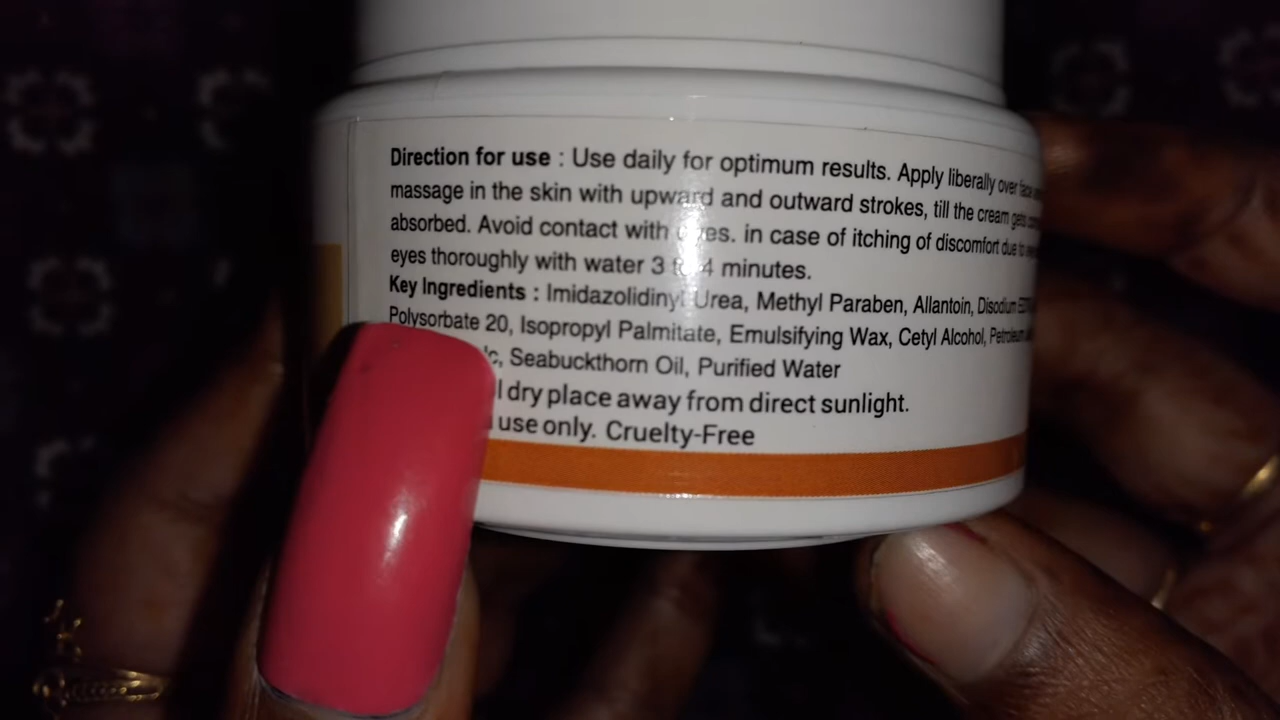 Direction for use : Use daily for optimum results. Apply liberally over face
massage in the skin with upward and outward strokes, till the cream gets
absorbed. Avoid contact with eyes. in case of itching of discomfort due to
eyes thoroughly with water 3 to 4 minutes.
Key Ingredients : Imidazolidinyl Urea, Methyl Paraben, Allantoin, Disodium EDTA
Polysorbate 20, Isopropyl Palmitate, Emulsifying Wax, Cetyl Alcohol, Petroleum
Seabuckthorn Oil, Purified Water
dry place away from direct sunlight.
use only. Cruelty-Free